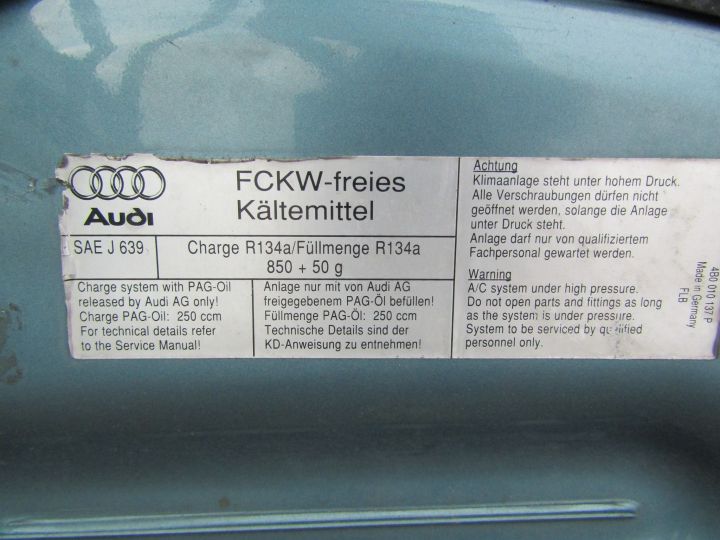 Audi
FCKW-freies
Kältemittel
SAE J 639
Charge R134a/Füllmenge R134a
850 + 50 g
Charge system with PAG-Oil
released by Audi AG only!
Charge PAG-Oil: 250 ccm
For technical details refer
to the Service Manual!
Anlage nur mit von Audi AG
freigegebenem PAG-Öl befüllen!
Füllmenge PAG-Öl: 250 ccm
Technische Details sind der
KD-Anweisung zu entnehmen!
Achtung
Klimaanlage steht unter hohem Druck.
Alle Verschraubungen dürfen nicht
geöffnet werden, solange die Anlage
unter Druck steht.
Anlage darf nur von qualifiziertem
Fachpersonal gewartet werden.
Warning
A/C system under high pressure.
Do not open parts and fittings as long
as the system is under pressure.
System to be serviced by qualified
personnel only.
4B0 010 137 P
Made in Germany
FLB